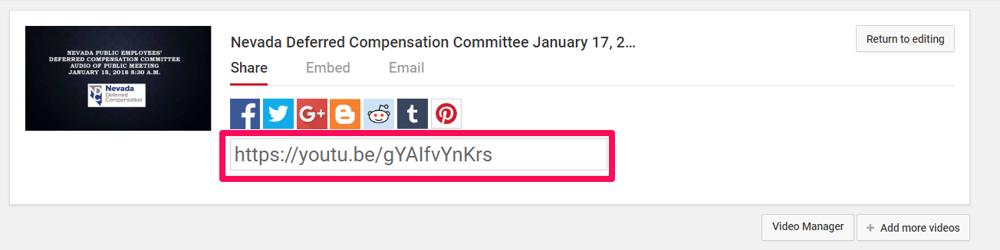 NEVADA PUBLIC EMPLOYEES'
DEFERRED COMPENSATION COMMITTEE
AUDIO OF PUBLIC MEETING
JANUARY 18, 2018 8:30 A.M.
NDC
Nevada
Deferred
Compensation
Nevada Deferred Compensation Committee January 17, 2...
Return to editing
Share Embed Email
f G+ B t P
https://youtu.be/gYAIfvYnKrs
Video Manager + Add more videos